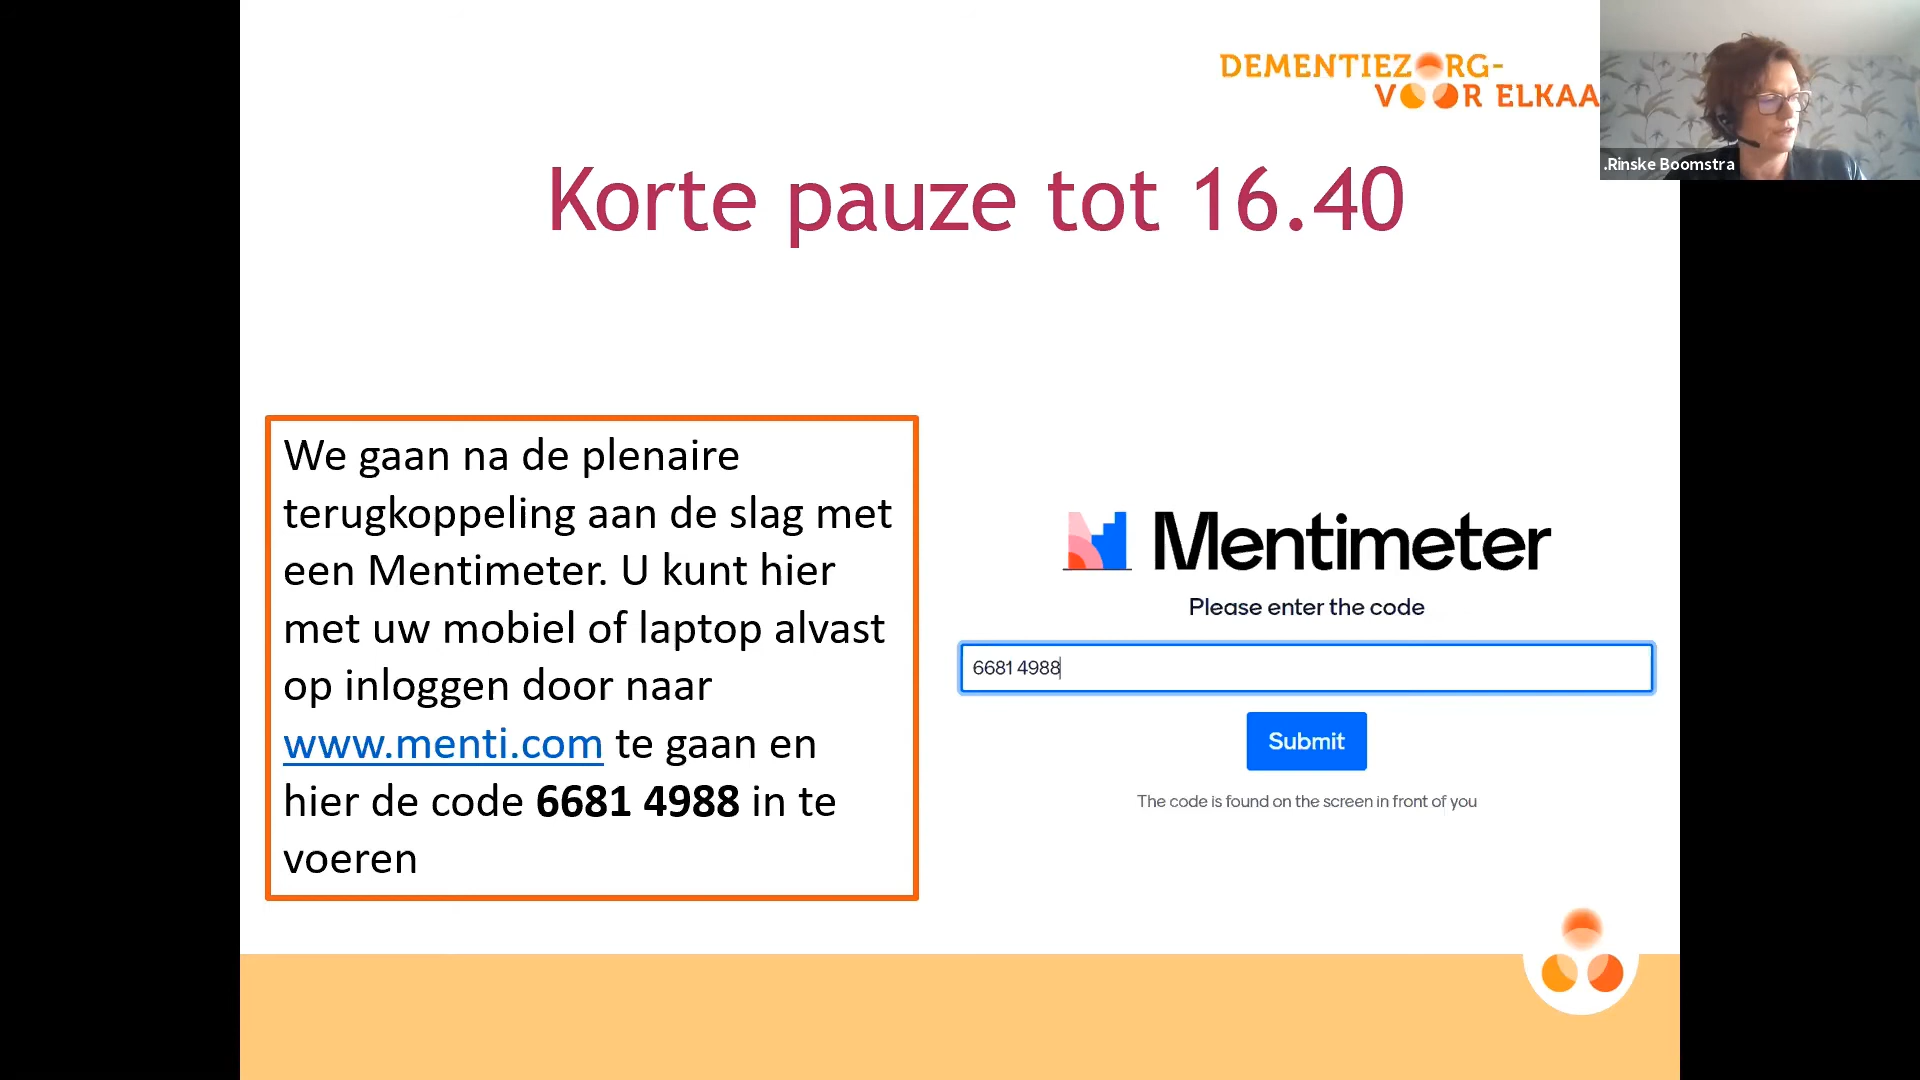 DEMENTIEZORG-
VOOR ELKAA
.Rinske Boomstra
Korte pauze tot 16.40
We gaan na de plenaire
terugkoppeling aan de slag met
een Mentimeter. U kunt hier
met uw mobiel of laptop alvast
op inloggen door naar
www.menti.com te gaan en
hier de code 6681 4988 in te
voeren
Mentimeter
Please enter the code
6681 4988
Submit
The code is found on the screen in front of you